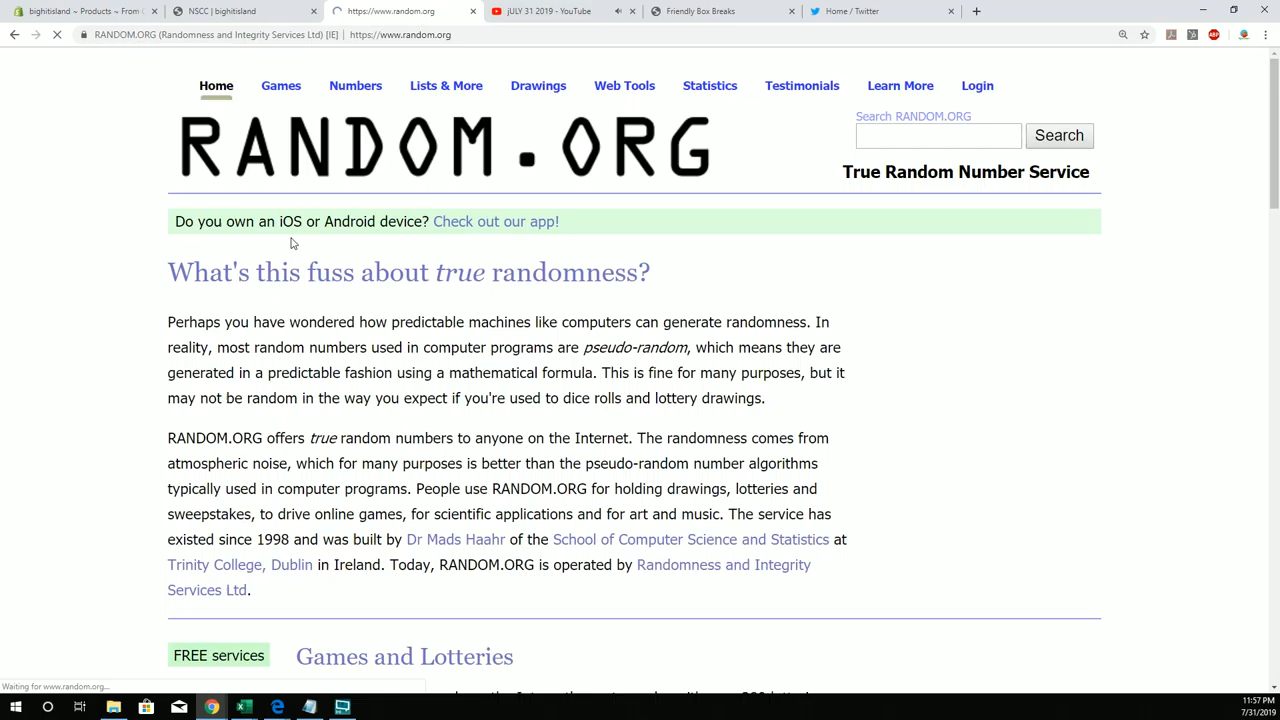 bighitisland ~ Products ~ From C
NSCC | bighitisland
https://www.random.org
jULY 31 2019 - YouTube
Friendly Box Breaks
Home / Twitter
RANDOM.ORG (Randomness and Integrity Services Ltd) [IE] | https://www.random.org
Home Games Numbers Lists & More Drawings Web Tools Statistics Testimonials Learn More Login
RANDOM.ORG
Search RANDOM.ORG
Search
True Random Number Service
Do you own an iOS or Android device? Check out our app!
What's this fuss about true randomness?
Perhaps you have wondered how predictable machines like computers can generate randomness. In
reality, most random numbers used in computer programs are pseudo-random, which means they are
generated in a predictable fashion using a mathematical formula. This is fine for many purposes, but it
may not be random in the way you expect if you're used to dice rolls and lottery drawings.
RANDOM.ORG offers true random numbers to anyone on the Internet. The randomness comes from
atmospheric noise, which for many purposes is better than the pseudo-random number algorithms
typically used in computer programs. People use RANDOM.ORG for holding drawings, lotteries and
sweepstakes, to drive online games, for scientific applications and for art and music. The service has
existed since 1998 and was built by Dr Mads Haahr of the School of Computer Science and Statistics at
Trinity College, Dublin in Ireland. Today, RANDOM.ORG is operated by Randomness and Integrity
Services Ltd.
FREE services
Games and Lotteries
Waiting for www.random.org...
11:57 PM
7/31/2019